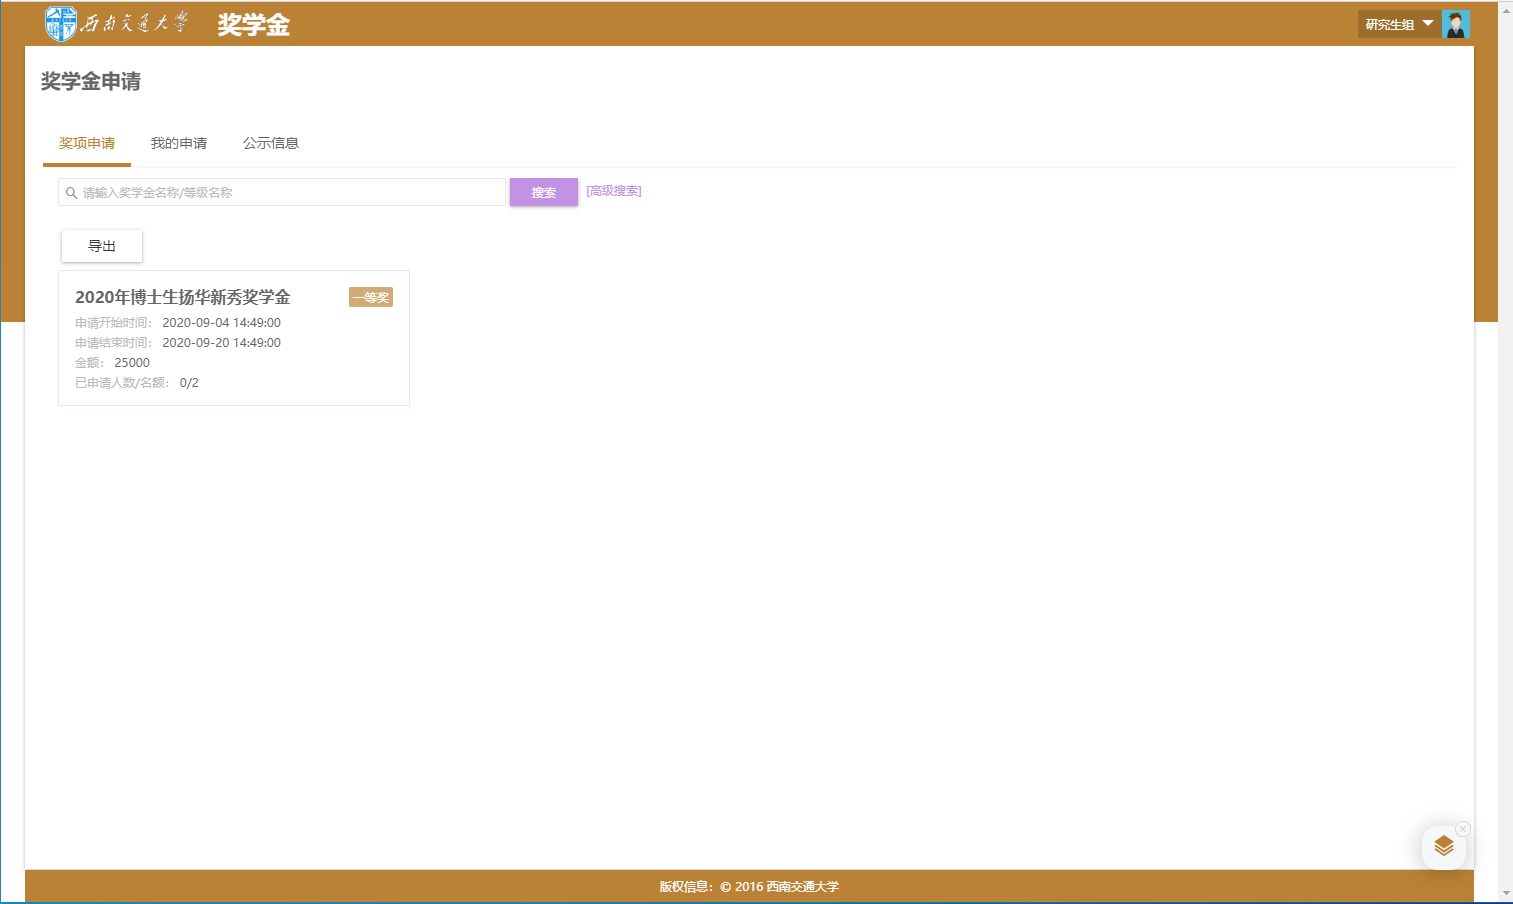 西南交通大学 奖学金
研究生组
奖学金申请
奖项申请 我的申请 公示信息
请输入奖学金名称/等级名称 搜索 [高级搜索]
导出
2020年博士生扬华新秀奖学金 一等奖
申请开始时间： 2020-09-04 14:49:00
申请结束时间： 2020-09-20 14:49:00
金额： 25000
已申请人数/名额： 0/2
版权信息：© 2016 西南交通大学